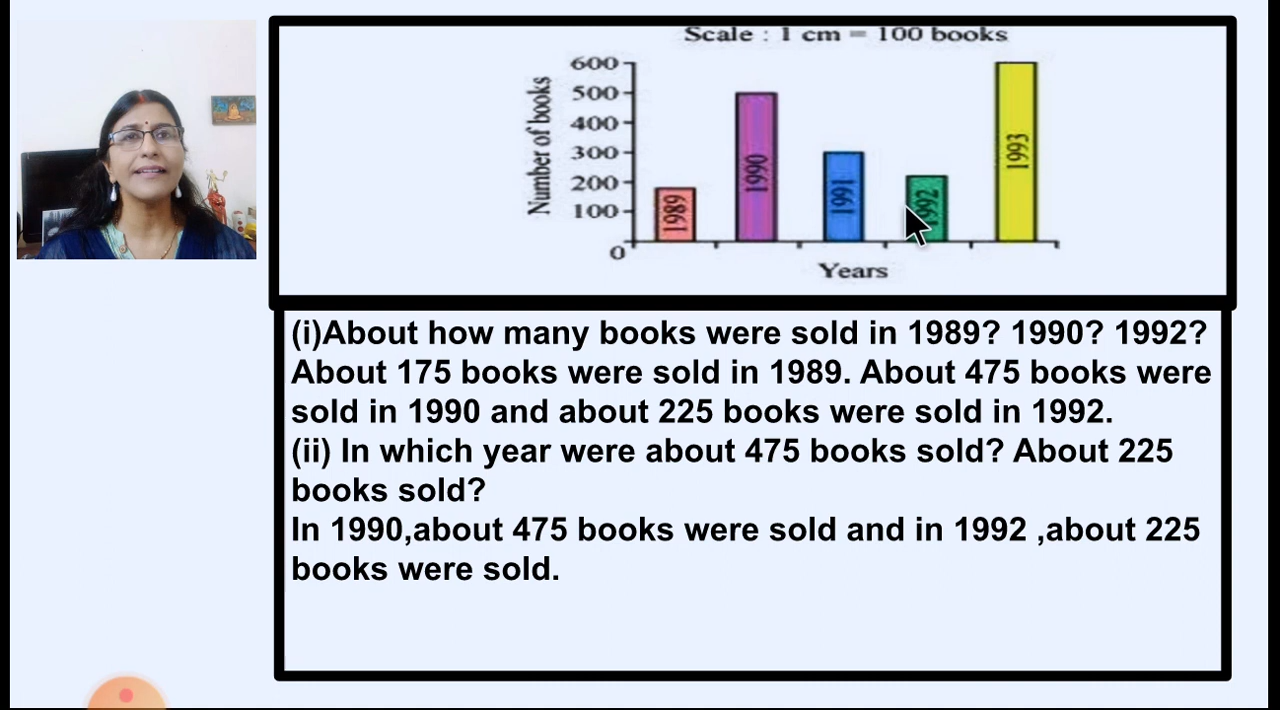 Scale : 1 cm = 100 books
600
500
400
300
200
100
0
Number of books
1989
1990
1991
1992
1993
Years
(i)About how many books were sold in 1989? 1990? 1992?
About 175 books were sold in 1989. About 475 books were
sold in 1990 and about 225 books were sold in 1992.
(ii) In which year were about 475 books sold? About 225
books sold?
In 1990,about 475 books were sold and in 1992 ,about 225
books were sold.